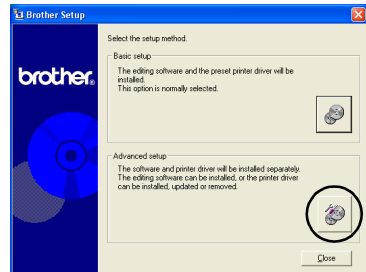 Brother Setup
Select the setup method.
brother®
Basic setup
The editing software and the preset printer driver will be
installed.
This option is normally selected.
Advanced setup
The software and printer driver will be installed separately.
The editing software can be installed, or the printer driver
can be installed, updated or removed.
Close